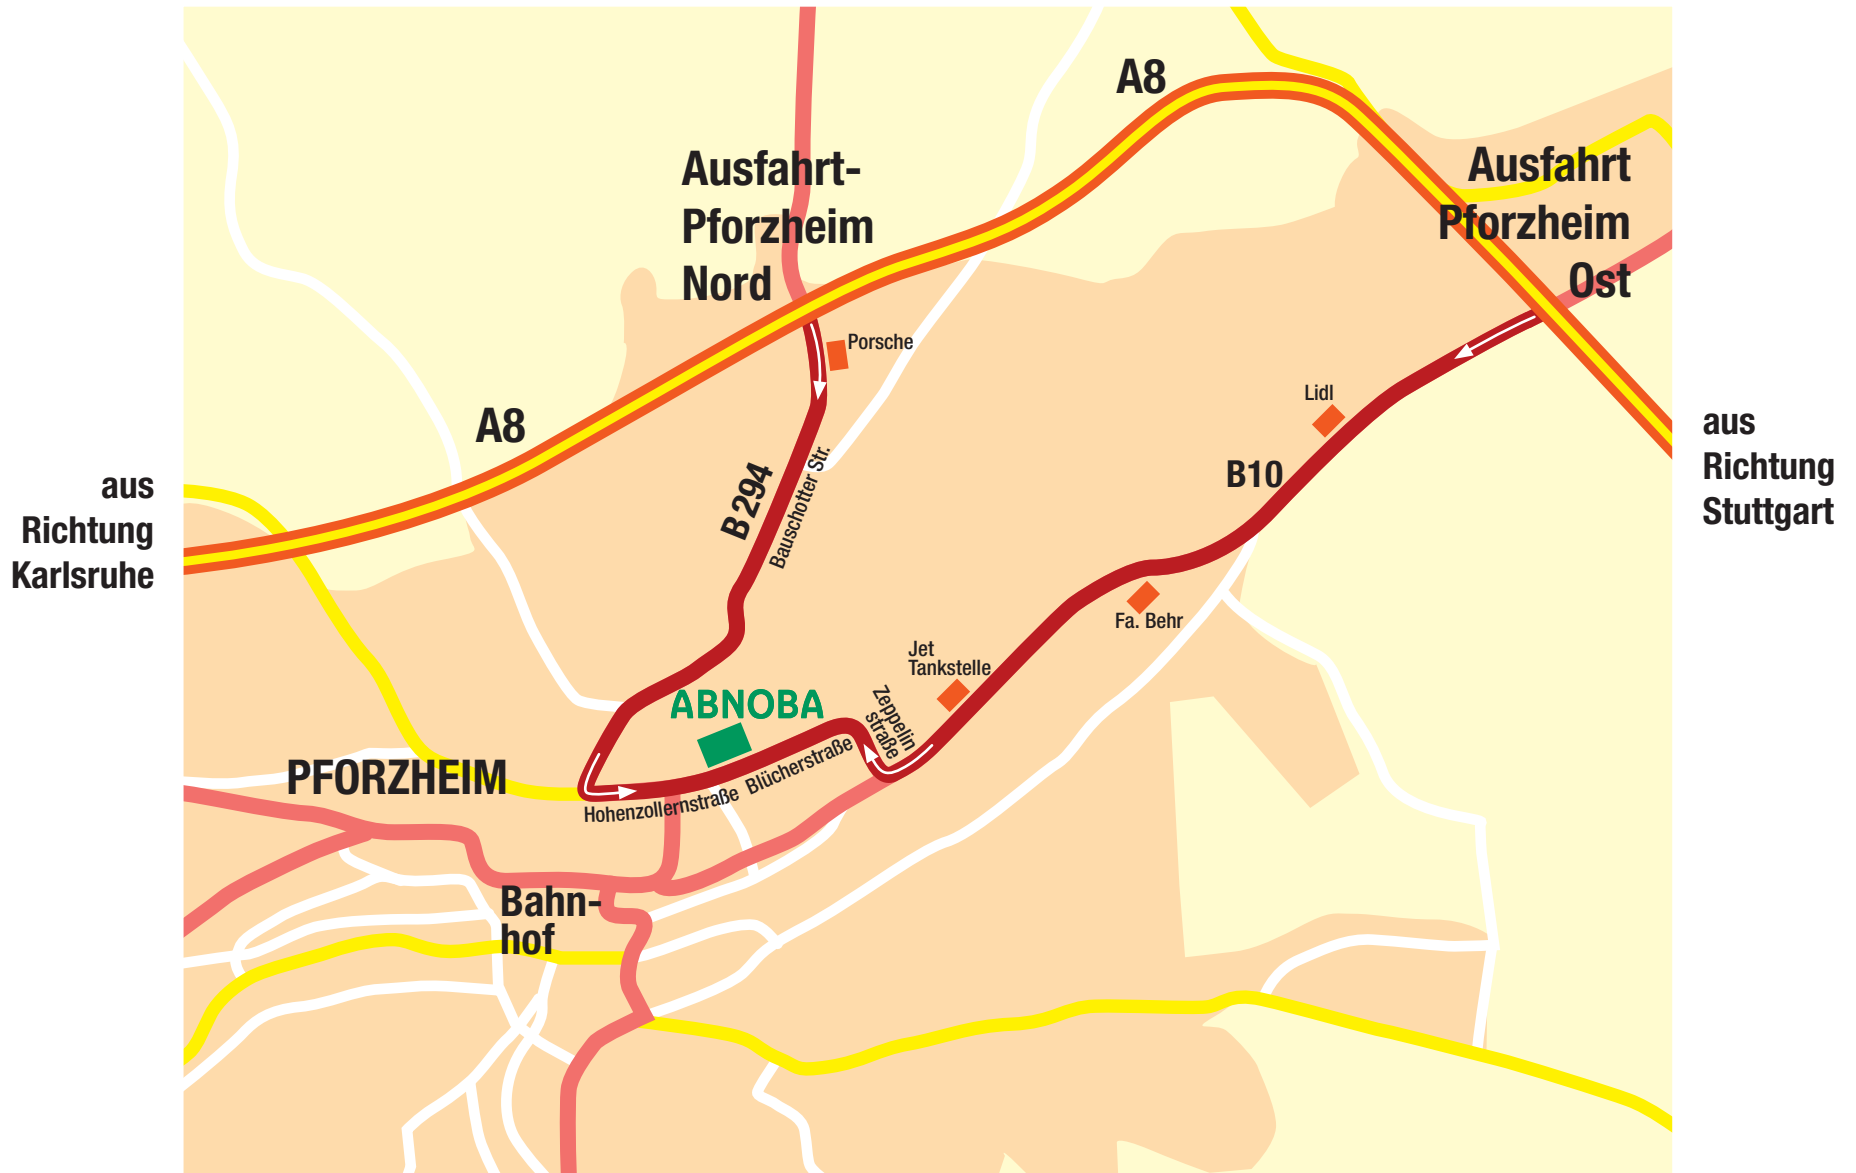 A8
Ausfahrt-
Pforzheim
Nord
Ausfahrt
Pforzheim
Ost
Porsche
Lidl
A8
aus
Richtung
Stuttgart
B10
B294
Bauschotter Str.
aus
Richtung
Karlsruhe
Fa. Behr
Jet
Tankstelle
Zeppelin
straße
ABNOBA
PFORZHEIM
Hohenzollernstraße
Blücherstraße
Bahn-
hof